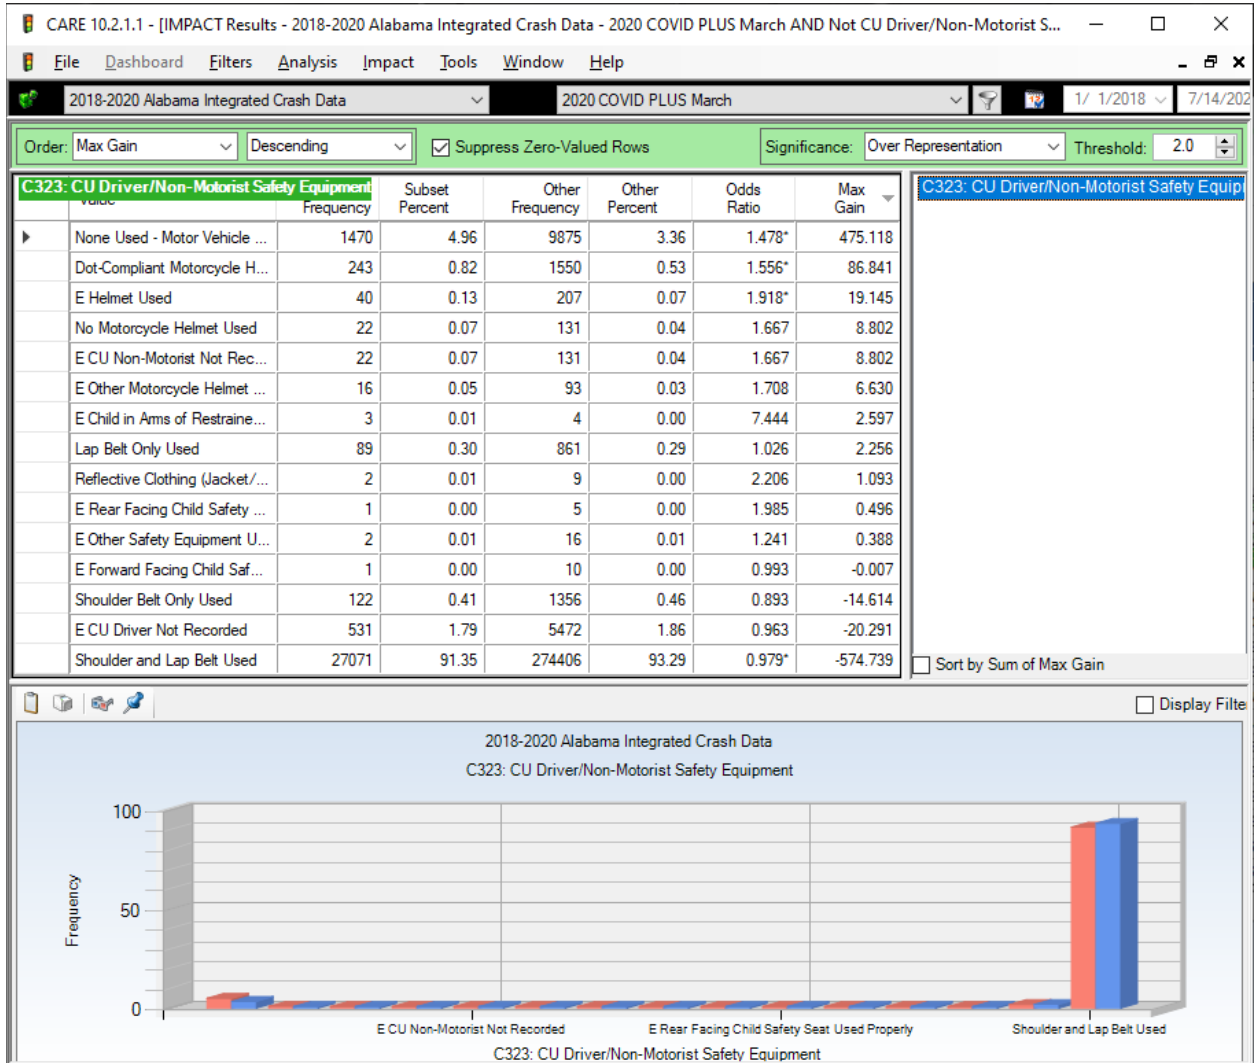 CARE 10.2.1.1 - [IMPACT Results - 2018-2020 Alabama Integrated Crash Data - 2020 COVID PLUS March AND Not CU Driver/Non-Motorist S...
File Dashboard Filters Analysis Impact Tools Window Help
2018-2020 Alabama Integrated Crash Data 2020 COVID PLUS March 1/ 1/2018 7/14/202
Order: Max Gain Descending Suppress Zero-Valued Rows Significance: Over Representation Threshold: 2.0
C323: CU Driver/Non-Motorist Safety Equipment Frequency Subset Percent Other Frequency Other Percent Odds Ratio Max Gain
None Used - Motor Vehicle ... 1470 4.96 9875 3.36 1.478* 475.118
Dot-Compliant Motorcycle H... 243 0.82 1550 0.53 1.556* 86.841
E Helmet Used 40 0.13 207 0.07 1.918* 19.145
No Motorcycle Helmet Used 22 0.07 131 0.04 1.667 8.802
E CU Non-Motorist Not Rec... 22 0.07 131 0.04 1.667 8.802
E Other Motorcycle Helmet ... 16 0.05 93 0.03 1.708 6.630
E Child in Arms of Restraine... 3 0.01 4 0.00 7.444 2.597
Lap Belt Only Used 89 0.30 861 0.29 1.026 2.256
Reflective Clothing (Jacket/... 2 0.01 9 0.00 2.206 1.093
E Rear Facing Child Safety ... 1 0.00 5 0.00 1.985 0.496
E Other Safety Equipment U... 2 0.01 16 0.01 1.241 0.388
E Forward Facing Child Saf... 1 0.00 10 0.00 0.993 -0.007
Shoulder Belt Only Used 122 0.41 1356 0.46 0.893 -14.614
E CU Driver Not Recorded 531 1.79 5472 1.86 0.963 -20.291
Shoulder and Lap Belt Used 27071 91.35 274406 93.29 0.979* -574.739
C323: CU Driver/Non-Motorist Safety Equip
Sort by Sum of Max Gain
Display Filte
2018-2020 Alabama Integrated Crash Data
C323: CU Driver/Non-Motorist Safety Equipment
100
50
0
Frequency
E CU Non-Motorist Not Recorded E Rear Facing Child Safety Seat Used Properly Shoulder and Lap Belt Used
C323: CU Driver/Non-Motorist Safety Equipment